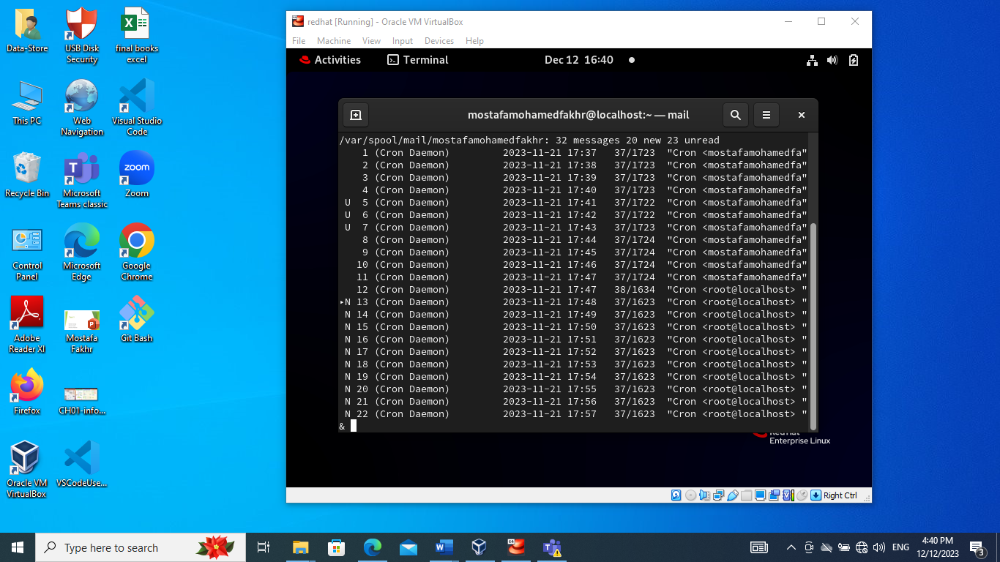 Data-Store
USB Disk
Security
final books
excel
This PC
Web
Navigation
Visual Studio
Code
Recycle Bin
Microsoft
Teams classic
zoom
Zoom
Control
Panel
Microsoft
Edge
Google
Chrome
Adobe
Reader XI
Mostafa
Fakhr
Git Bash
Firefox
CH01-info...
Oracle VM
VirtualBox
VSCodeUse...
redhat [Running] - Oracle VM VirtualBox
File Machine View Input Devices Help
Activities Terminal Dec 12 16:40
mostafamohamedfakhr@localhost:~ — mail
/var/spool/mail/mostafamohamedfakhr: 32 messages 20 new 23 unread
1 (Cron Daemon) 2023-11-21 17:37 37/1723 "Cron <mostafamohamedfa"
2 (Cron Daemon) 2023-11-21 17:38 37/1723 "Cron <mostafamohamedfa"
3 (Cron Daemon) 2023-11-21 17:39 37/1723 "Cron <mostafamohamedfa"
4 (Cron Daemon) 2023-11-21 17:40 37/1723 "Cron <mostafamohamedfa"
U 5 (Cron Daemon) 2023-11-21 17:41 37/1722 "Cron <mostafamohamedfa"
U 6 (Cron Daemon) 2023-11-21 17:42 37/1722 "Cron <mostafamohamedfa"
U 7 (Cron Daemon) 2023-11-21 17:43 37/1723 "Cron <mostafamohamedfa"
8 (Cron Daemon) 2023-11-21 17:44 37/1724 "Cron <mostafamohamedfa"
9 (Cron Daemon) 2023-11-21 17:45 37/1724 "Cron <mostafamohamedfa"
10 (Cron Daemon) 2023-11-21 17:46 37/1724 "Cron <mostafamohamedfa"
11 (Cron Daemon) 2023-11-21 17:47 37/1724 "Cron <mostafamohamedfa"
12 (Cron Daemon) 2023-11-21 17:47 38/1634 "Cron <root@localhost> "
▸N 13 (Cron Daemon) 2023-11-21 17:48 37/1623 "Cron <root@localhost> "
N 14 (Cron Daemon) 2023-11-21 17:49 37/1623 "Cron <root@localhost> "
N 15 (Cron Daemon) 2023-11-21 17:50 37/1623 "Cron <root@localhost> "
N 16 (Cron Daemon) 2023-11-21 17:51 37/1623 "Cron <root@localhost> "
N 17 (Cron Daemon) 2023-11-21 17:52 37/1623 "Cron <root@localhost> "
N 18 (Cron Daemon) 2023-11-21 17:53 37/1623 "Cron <root@localhost> "
N 19 (Cron Daemon) 2023-11-21 17:54 37/1623 "Cron <root@localhost> "
N 20 (Cron Daemon) 2023-11-21 17:55 37/1623 "Cron <root@localhost> "
N 21 (Cron Daemon) 2023-11-21 17:56 37/1623 "Cron <root@localhost> "
N 22 (Cron Daemon) 2023-11-21 17:57 37/1623 "Cron <root@localhost> "
&
Red Hat
Enterprise Linux
Right Ctrl
Type here to search
ENG
4:40 PM
12/12/2023
3